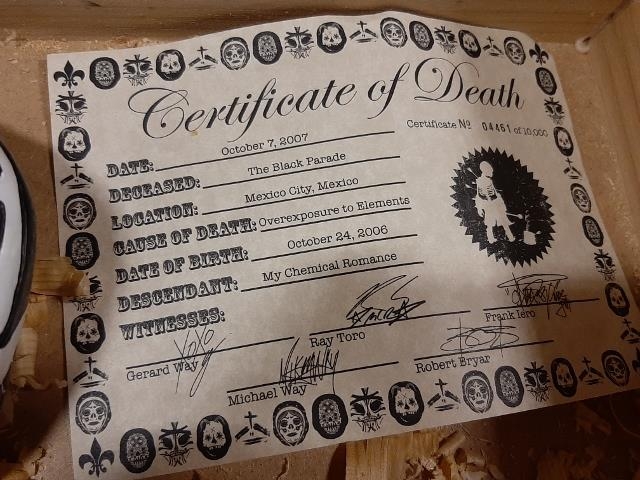 Certificate of Death
Certificate Nº 04461 of 10,000
DATE: October 7, 2007
DECEASED: The Black Parade
LOCATION: Mexico City, Mexico
CAUSE OF DEATH: Overexposure to Elements
DATE OF BIRTH: October 24, 2006
DESCENDANT: My Chemical Romance
WITNESSES:
Gerard Way
Ray Toro
Frank Iero
Michael Way
Robert Bryar